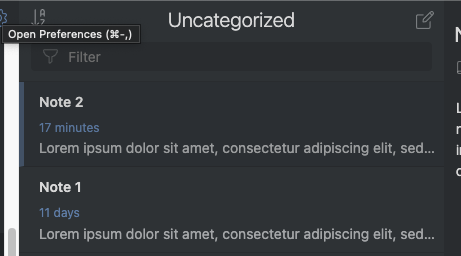 Uncategorized
Open Preferences (⌘-,)
Filter
Note 2
17 minutes
Lorem ipsum dolor sit amet, consectetur adipiscing elit, sed...
Note 1
11 days
Lorem ipsum dolor sit amet, consectetur adipiscing elit, sed...